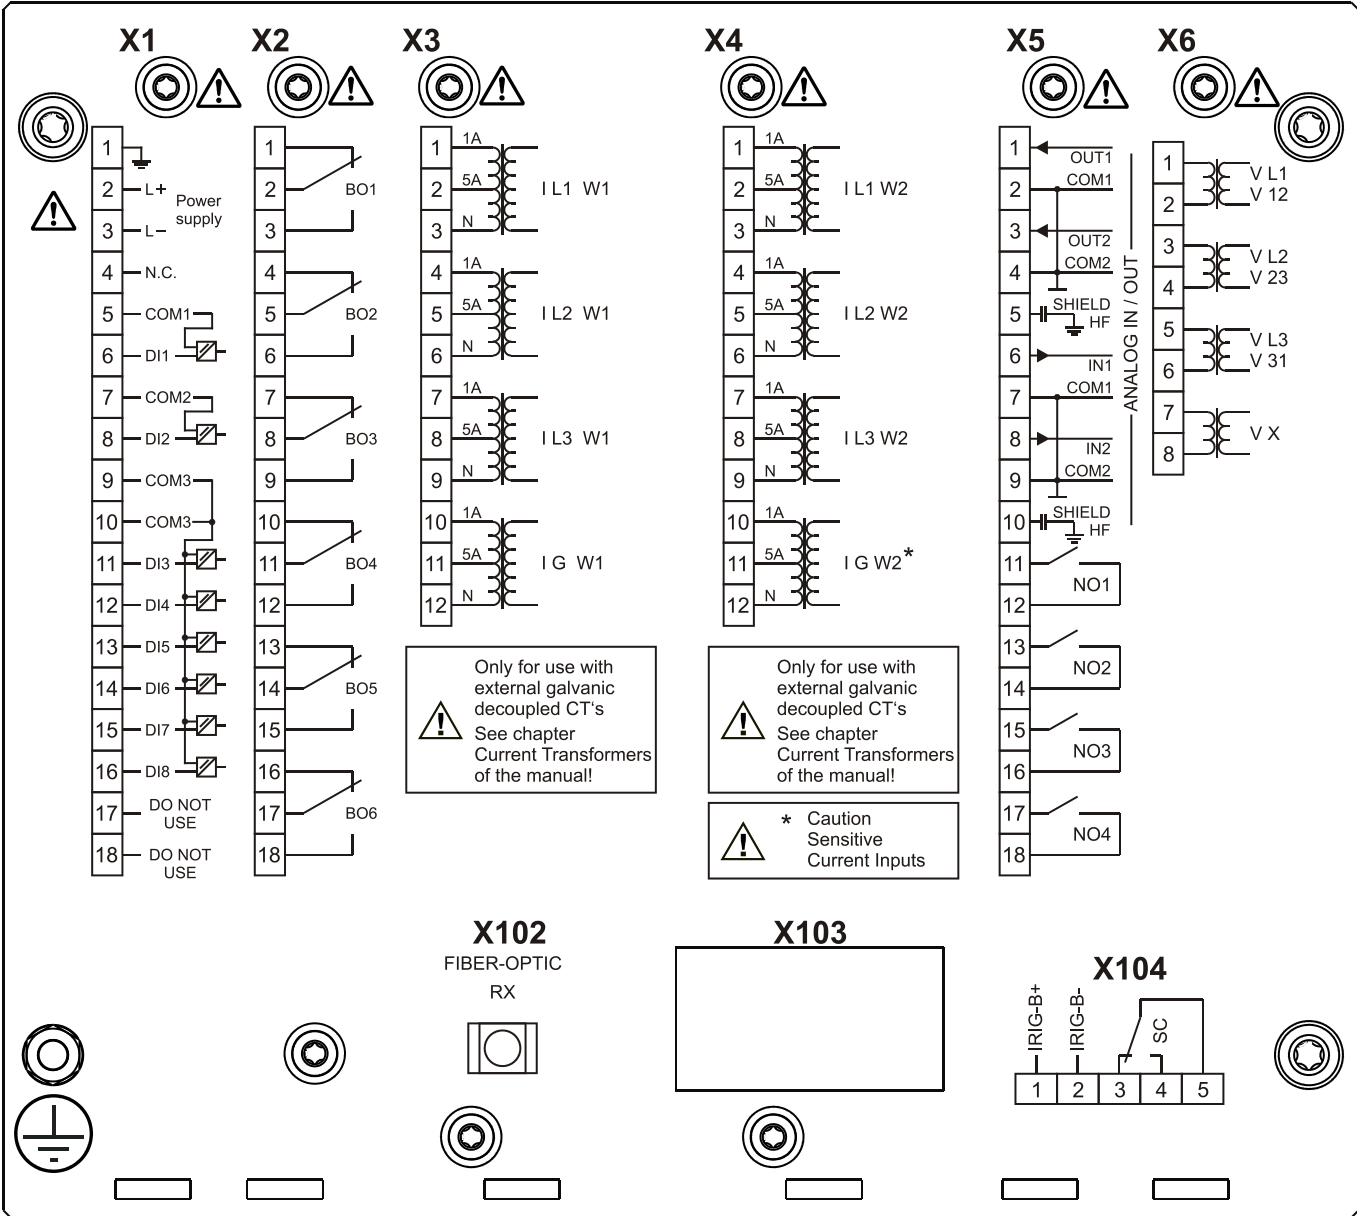 X1
X2
X3
X4
X5
X6
1
2 L+
Power
supply
3 L–
4 N.C.
5 COM1
6 DI1
7 COM2
8 DI2
9 COM3
10 COM3
11 DI3
12 DI4
13 DI5
14 DI6
15 DI7
16 DI8
17 DO NOT
USE
18 DO NOT
USE
1
2 BO1
3
4
5 BO2
6
7
8 BO3
9
10
11 BO4
12
13
14 BO5
15
16
17 BO6
18
1 1A
2 5A I L1 W1
3 N
4 1A
5 5A I L2 W1
6 N
7 1A
8 5A I L3 W1
9 N
10 1A
11 5A I G W1
12 N
Only for use with
external galvanic
decoupled CT‘s
See chapter
Current Transformers
of the manual!
1 1A
2 5A I L1 W2
3 N
4 1A
5 5A I L2 W2
6 N
7 1A
8 5A I L3 W2
9 N
10 1A
11 5A I G W2*
12 N
Only for use with
external galvanic
decoupled CT‘s
See chapter
Current Transformers
of the manual!
* Caution
Sensitive
Current Inputs
1 OUT1
2 COM1
3 OUT2
4 COM2
5 SHIELD
HF
6 IN1
7 COM1
8 IN2
9 COM2
10 SHIELD
HF
ANALOG IN / OUT
11
NO1
12
13
NO2
14
15
NO3
16
17
NO4
18
1 V L1
2 V 12
3 V L2
4 V 23
5 V L3
6 V 31
7
V X
8
X102
FIBER-OPTIC
RX
X103
X104
IRIG-B+
IRIG-B-
SC
1 2 3 4 5